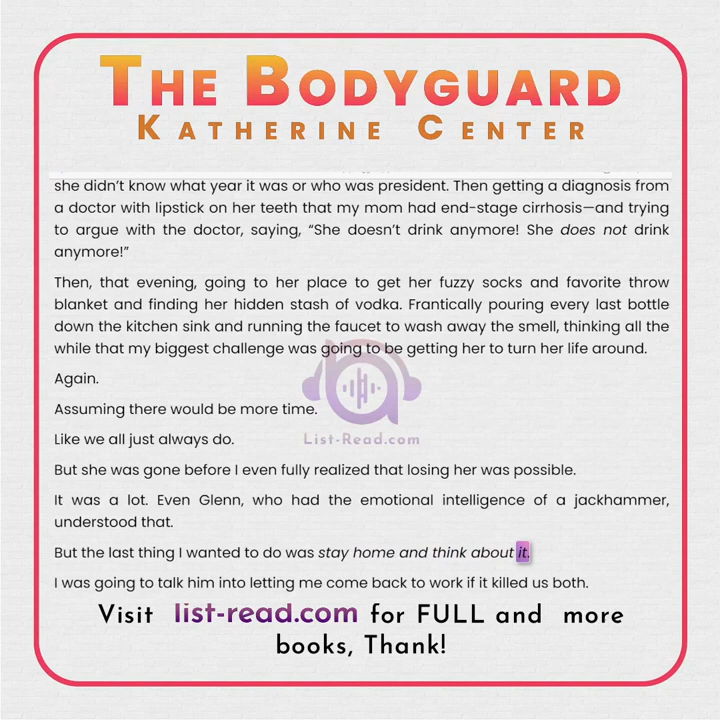 THE BODYGUARD
KATHERINE CENTER
she didn’t know what year it was or who was president. Then getting a diagnosis from
a doctor with lipstick on her teeth that my mom had end-stage cirrhosis—and trying
to argue with the doctor, saying, “She doesn’t drink anymore! She does not drink
anymore!”
Then, that evening, going to her place to get her fuzzy socks and favorite throw
blanket and finding her hidden stash of vodka. Frantically pouring every last bottle
down the kitchen sink and running the faucet to wash away the smell, thinking all the
while that my biggest challenge was going to be getting her to turn her life around.
Again.
Assuming there would be more time.
Like we all just always do.
List-Read.com
But she was gone before I even fully realized that losing her was possible.
It was a lot. Even Glenn, who had the emotional intelligence of a jackhammer,
understood that.
But the last thing I wanted to do was stay home and think about it.
I was going to talk him into letting me come back to work if it killed us both.
Visit list-read.com for FULL and more
books, Thank!